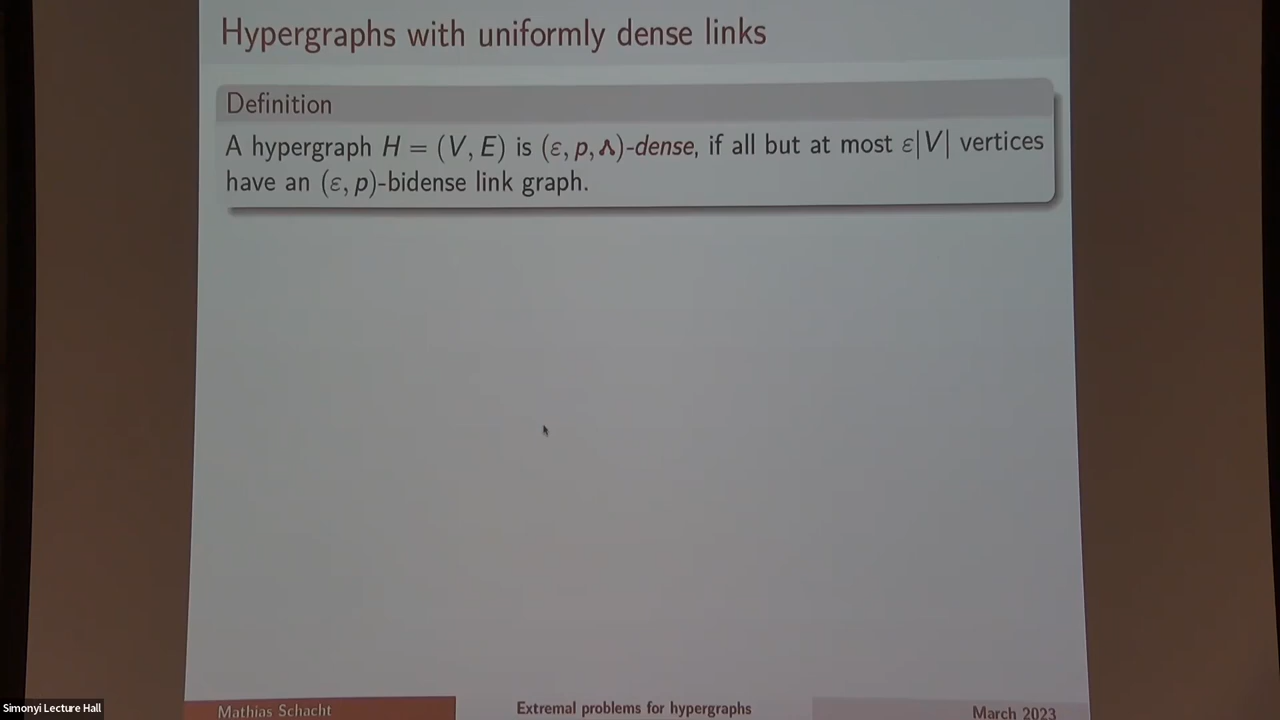 Hypergraphs with uniformly dense links
Definition
A hypergraph H = (V, E) is (ε, p, ⋀)-dense, if all but at most ε|V| vertices
have an (ε, p)-bidense link graph.
Simonyi Lecture Hall
Mathias Schacht
Extremal problems for hypergraphs
March 2023